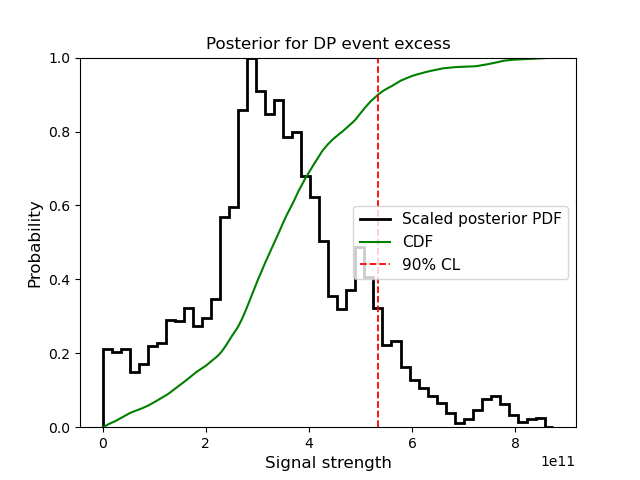 Posterior for DP event excess
1.0
0.8
0.6
0.4
0.2
0.0
Probability
Scaled posterior PDF
CDF
90% CL
0 2 4 6 8
1e11
Signal strength